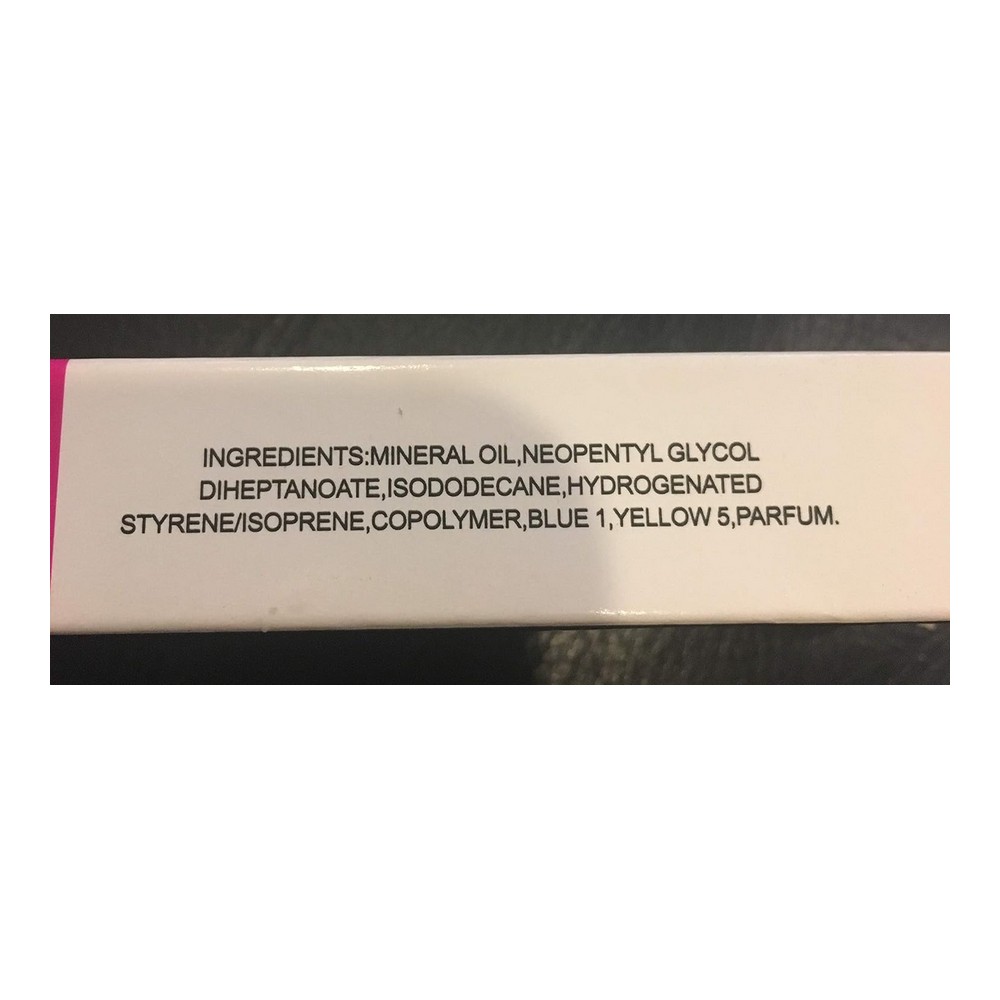 INGREDIENTS:MINERAL OIL,NEOPENTYL GLYCOL
DIHEPTANOATE,ISODODECANE,HYDROGENATED
STYRENE/ISOPRENE,COPOLYMER,BLUE 1,YELLOW 5,PARFUM.